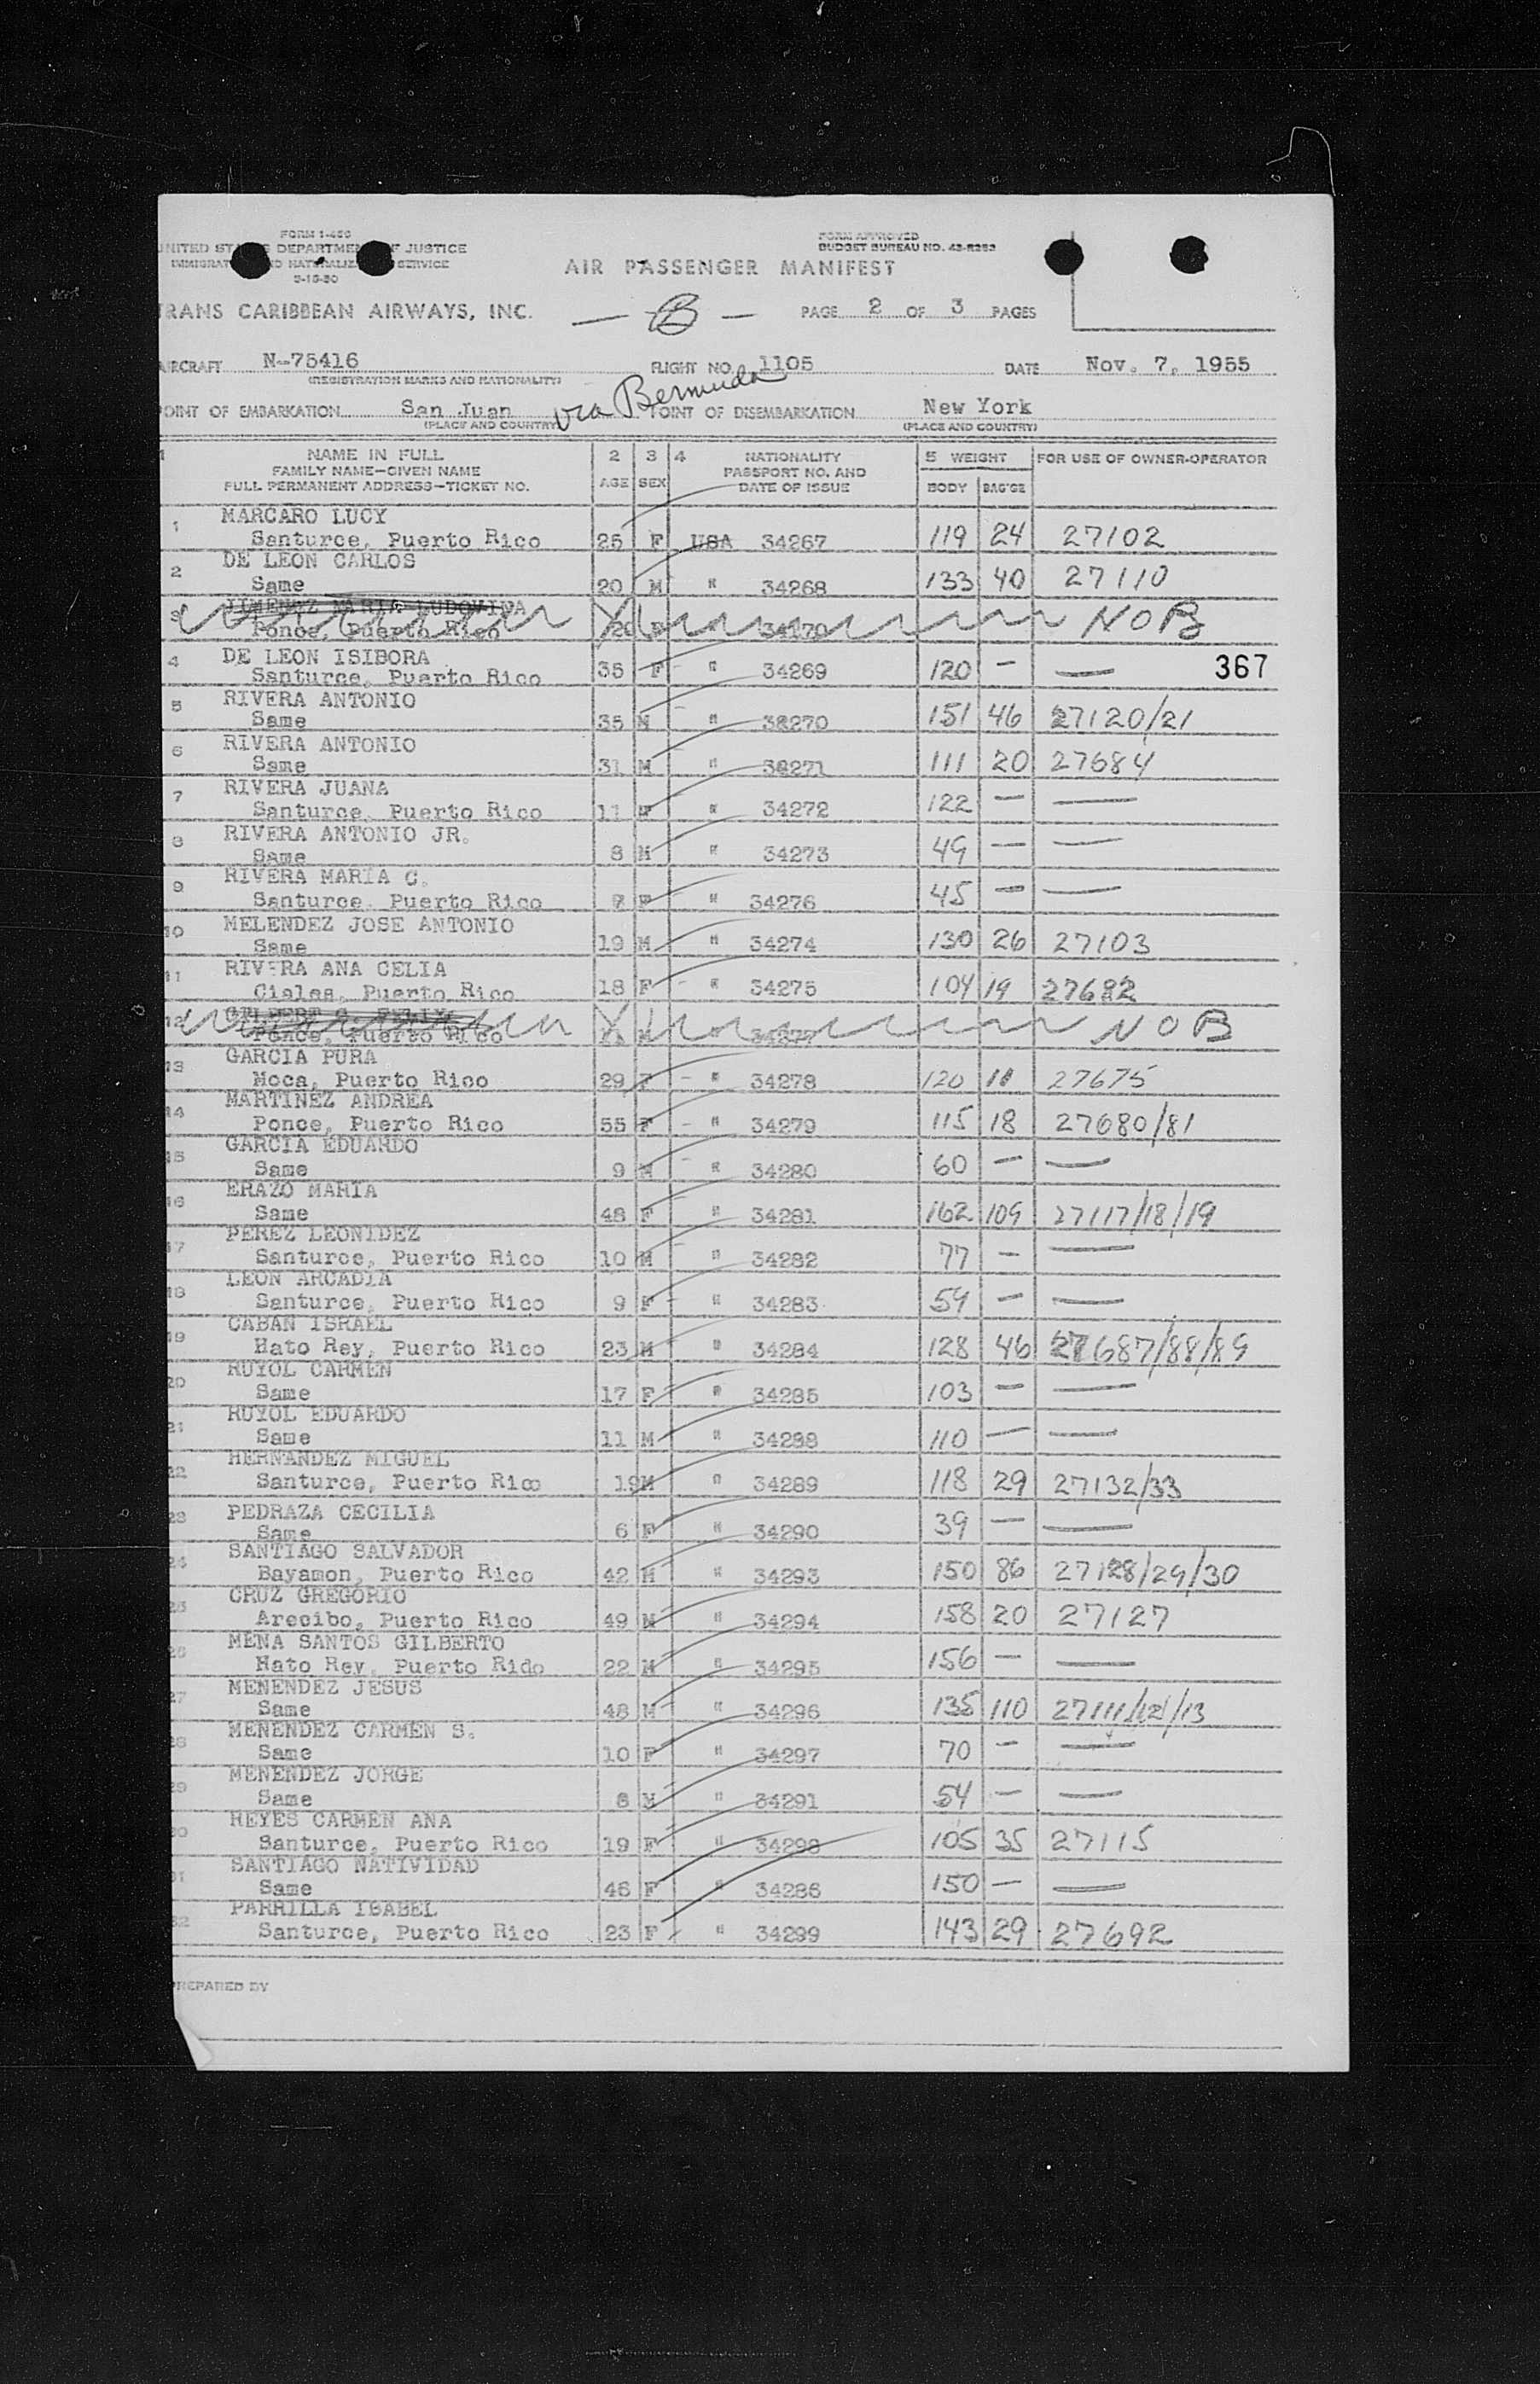 FORM I-466
UNITED ST DEPARTMEN F JUSTICE
IMMIGRAT D NATURALIZ SERVICE
FORM APPROVED
BUDGET BUREAU NO. 43-R353
AIR PASSENGER MANIFEST
TRANS CARIBBEAN AIRWAYS, INC. — B — PAGE 2 OF 3 PAGES
AIRCRAFT N-75416 FLIGHT NO. 1105 DATE Nov. 7, 1955
(REGISTRATION MARKS AND NATIONALITY)
POINT OF EMBARKATION San Juan via Bermuda POINT OF DISEMBARKATION New York
(PLACE AND COUNTRY) (PLACE AND COUNTRY)
1 NAME IN FULL 2 3 4 NATIONALITY 5 WEIGHT FOR USE OF OWNER-OPERATOR
FAMILY NAME—GIVEN NAME AGE SEX PASSPORT NO. AND
FULL PERMANENT ADDRESS—TICKET NO. DATE OF ISSUE BODY BAG'GE
1 MARCARO LUCY
Santurce, Puerto Rico 25 F USA 34267 119 24 27102
2 DE LEON CARLOS
Same 20 M " 34268 133 40 27110
3 JIMENEZ MARIA LUDOVINA
Ponce, Puerto Rico NOB
4 DE LEON ISIBORA
Santurce, Puerto Rico 35 F " 34269 120 — — 367
5 RIVERA ANTONIO
Same 35 M " 34270 151 46 27120/21
6 RIVERA ANTONIO
Same 31 M " 34271 111 20 27684
7 RIVERA JUANA
Santurce, Puerto Rico 11 F " 34272 122 — —
8 RIVERA ANTONIO JR.
Same 8 M " 34273 49 — —
9 RIVERA MARIA C.
Santurce, Puerto Rico 7 F " 34276 45 — —
10 MELENDEZ JOSE ANTONIO
Same 19 M " 34274 130 26 27103
11 RIVERA ANA CELIA
Ciales, Puerto Rico 18 F " 34275 104 19 27682
12
Ponce, Puerto Rico 34277 NOB
13 GARCIA PURA
Moca, Puerto Rico 29 F " 34278 120 11 27675
14 MARTINEZ ANDREA
Ponce, Puerto Rico 55 F " 34279 115 18 27680/81
15 GARCIA EDUARDO
Same 9 M " 34280 60 — —
16 ERAZO MARIA
Same 48 F " 34281 162 109 27117/18/19
17 PEREZ LEONIDEZ
Santurce, Puerto Rico 10 M " 34282 77 — —
18 LEON ARCADIA
Santurce, Puerto Rico 9 F " 34283 59 — —
19 CABAN ISRAEL
Hato Rey, Puerto Rico 23 M " 34284 128 46 27687/88/89
20 RUYOL CARMEN
Same 17 F " 34285 103 — —
21 RUYOL EDUARDO
Same 11 M " 34288 110 — —
22 HERNANDEZ MIGUEL
Santurce, Puerto Rico 19 M " 34289 118 29 27132/33
23 PEDRAZA CECILIA
Same 6 F " 34290 39 — —
24 SANTIAGO SALVADOR
Bayamon, Puerto Rico 42 M " 34293 150 86 27128/29/30
25 CRUZ GREGORIO
Arecibo, Puerto Rico 49 M " 34294 158 20 27127
26 MENA SANTOS GILBERTO
Hato Rey, Puerto Rido 22 M " 34295 156 — —
27 MENENDEZ JESUS
Same 48 M " 34296 135 110 27111/12/13
28 MENENDEZ CARMEN S.
Same 10 F " 34297 70 — —
29 MENENDEZ JORGE
Same 8 M " 34291 54 — —
30 REYES CARMEN ANA
Santurce, Puerto Rico 19 F " 34298 105 35 27115
31 SANTIAGO NATIVIDAD
Same 46 F " 34286 150 — —
32 PARRILLA ISABEL
Santurce, Puerto Rico 23 F " 34299 143 29 27692
PREPARED BY